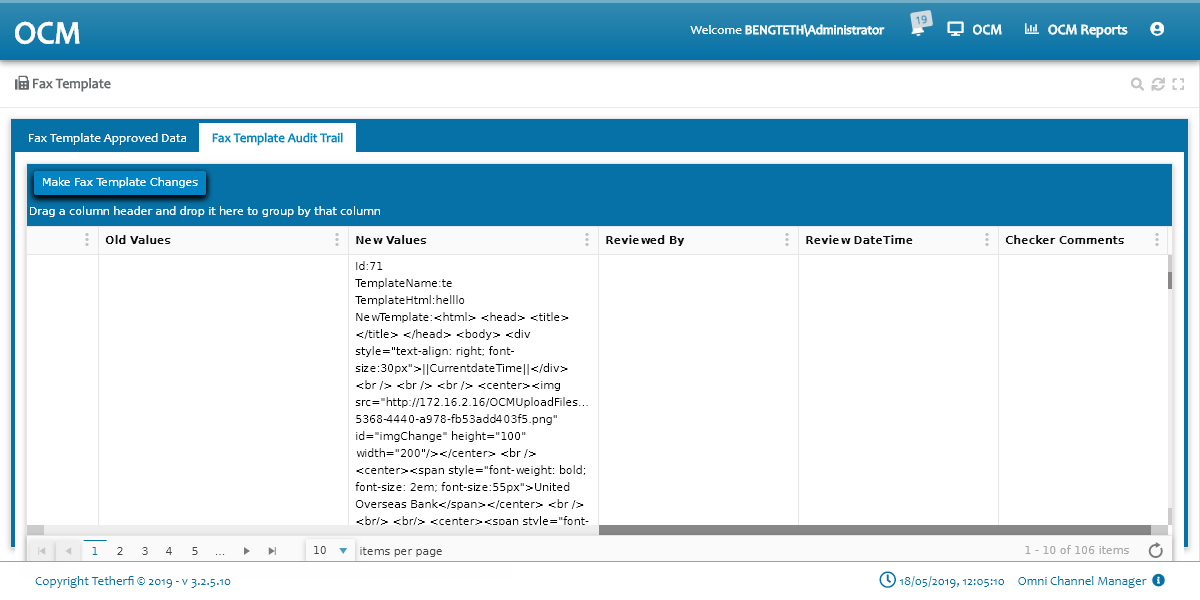 OCM
Welcome BENGTETH\Administrator
19
OCM
OCM Reports
Fax Template
Fax Template Approved Data
Fax Template Audit Trail
Make Fax Template Changes
Drag a column header and drop it here to group by that column
Old Values
New Values
Reviewed By
Review DateTime
Checker Comments
Id:71
TemplateName:te
TemplateHtml:helllo
NewTemplate:<html> <head> <title>
</title> </head> <body> <div
style="text-align: right; font-
size:30px">||CurrentdateTime||</div>
<br /> <br /> <br /> <center><img
src="http://172.16.2.16/OCMUploadFiles...
5368-4440-a978-fb53add403f5.png"
id="imgChange" height="100"
width="200"/></center> <br />
<center><span style="font-weight: bold;
font-size: 2em; font-size:55px">United
Overseas Bank</span></center> <br />
<br/> <br/> <center><span style="font-
1 2 3 4 5 ...
10 items per page
1 - 10 of 106 items
Copyright Tetherfi © 2019 - v 3.2.5.10
18/05/2019, 12:05:10
Omni Channel Manager